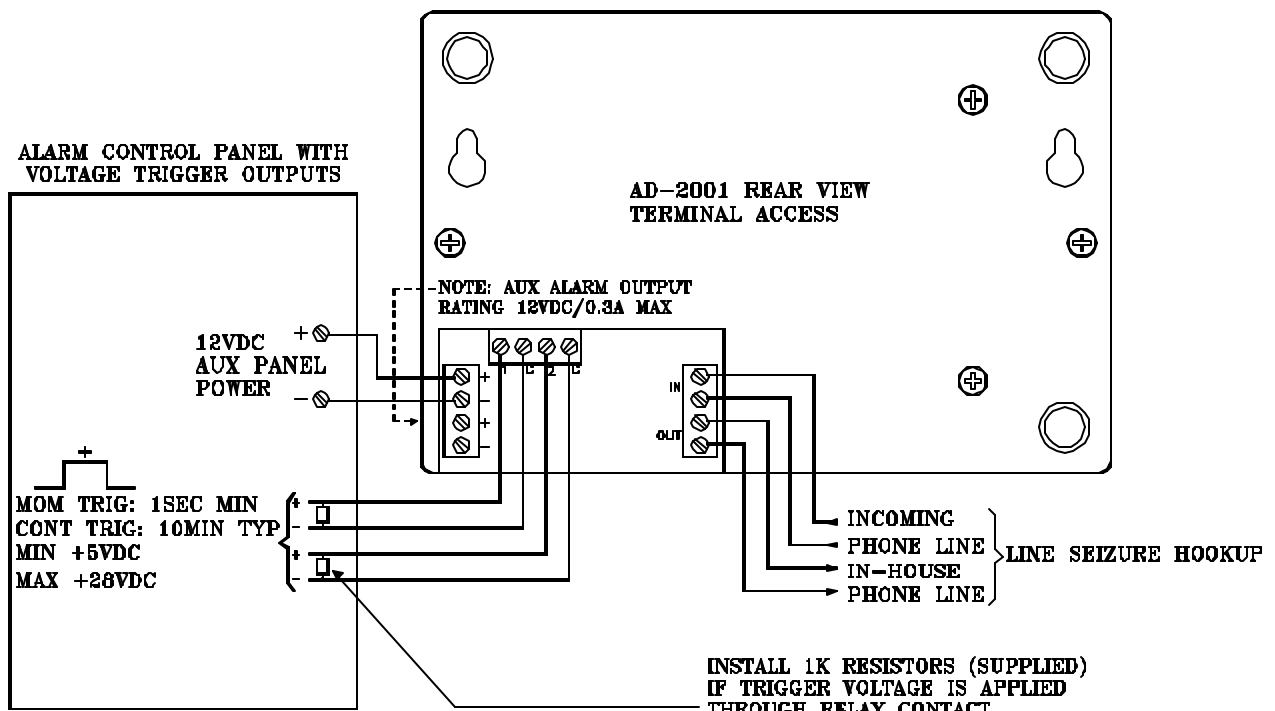 ALARM CONTROL PANEL WITH
VOLTAGE TRIGGER OUTPUTS
AD-2001 REAR VIEW
TERMINAL ACCESS
NOTE: AUX ALARM OUTPUT
RATING 12VDC/0.3A MAX
12VDC
AUX PANEL
POWER
+
-
1 C 2 C
+
-
+
-
IN
OUT
+
MOM TRIG: 1SEC MIN
CONT TRIG: 10MIN TYP
MIN +5VDC
MAX +28VDC
+
-
+
-
INCOMING
PHONE LINE
IN-HOUSE
PHONE LINE
LINE SEIZURE HOOKUP
INSTALL 1K RESISTORS (SUPPLIED)
IF TRIGGER VOLTAGE IS APPLIED
THROUGH RELAY CONTACT